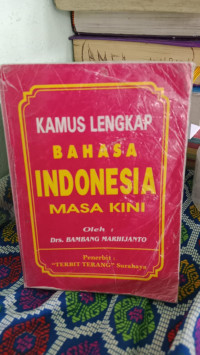 KAMUS LENGKAP
BAHASA
INDONESIA
MASA KINI
Oleh :
Drs. BAMBANG MARHIJANTO
Penerbit :
"TERBIT TERANG" Surabaya